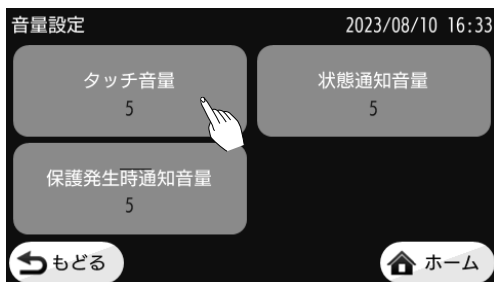 音量設定 2023/08/10 16:33
タッチ音量 状態通知音量
5 5
保護発生時通知音量
5
もどる ホーム